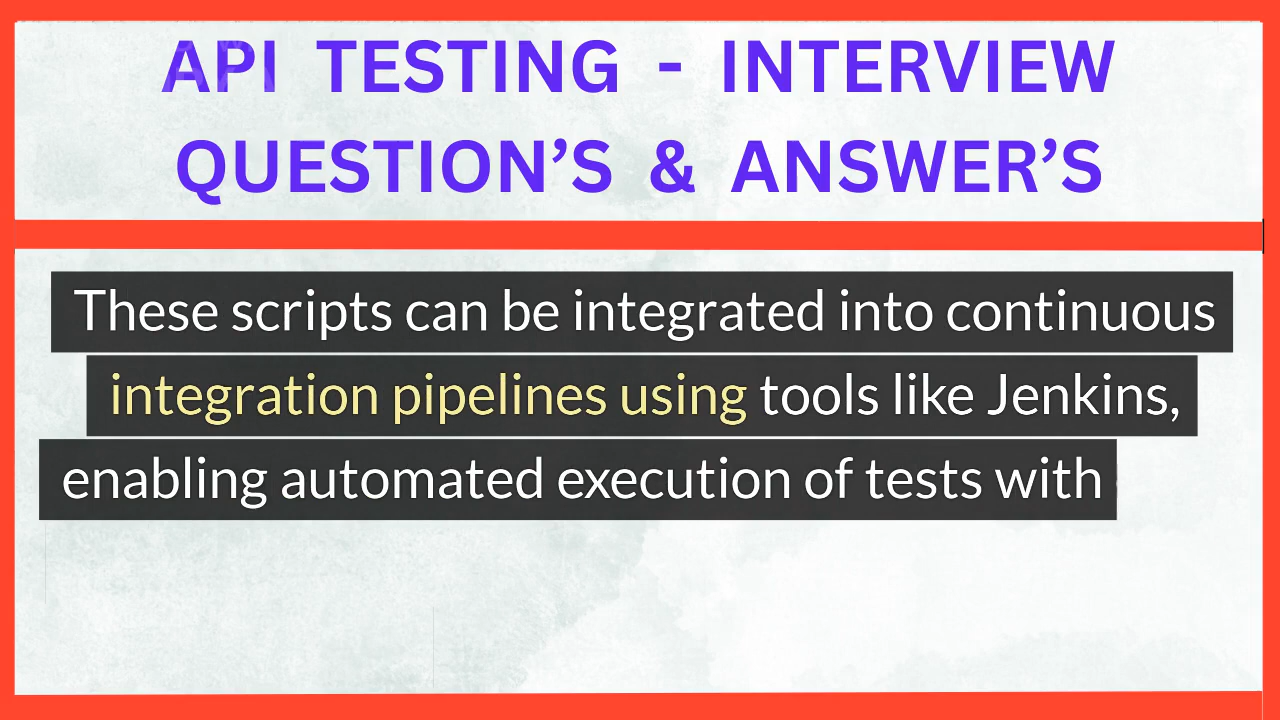 API TESTING - INTERVIEW
QUESTION’S & ANSWER’S
These scripts can be integrated into continuous
integration pipelines using tools like Jenkins,
enabling automated execution of tests with